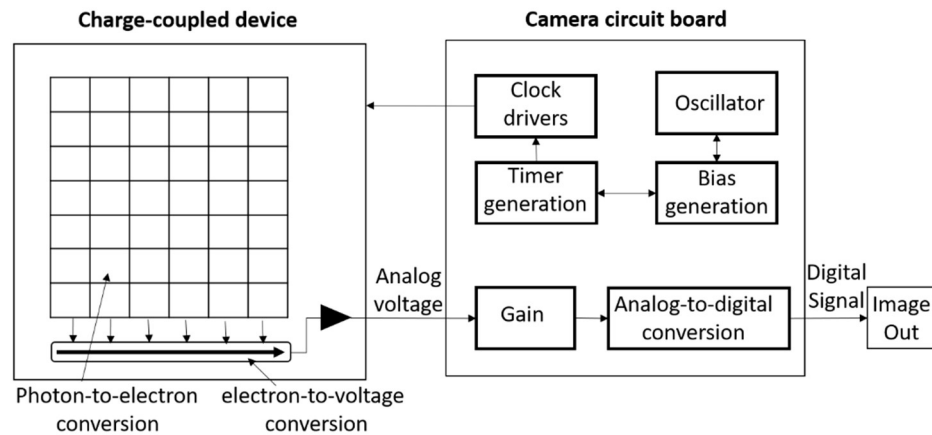 Charge-coupled device
Camera circuit board
Clock
drivers
Oscillator
Timer
generation
Bias
generation
Analog
voltage
Gain
Analog-to-digital
conversion
Digital
Signal
Image
Out
Photon-to-electron
conversion
electron-to-voltage
conversion